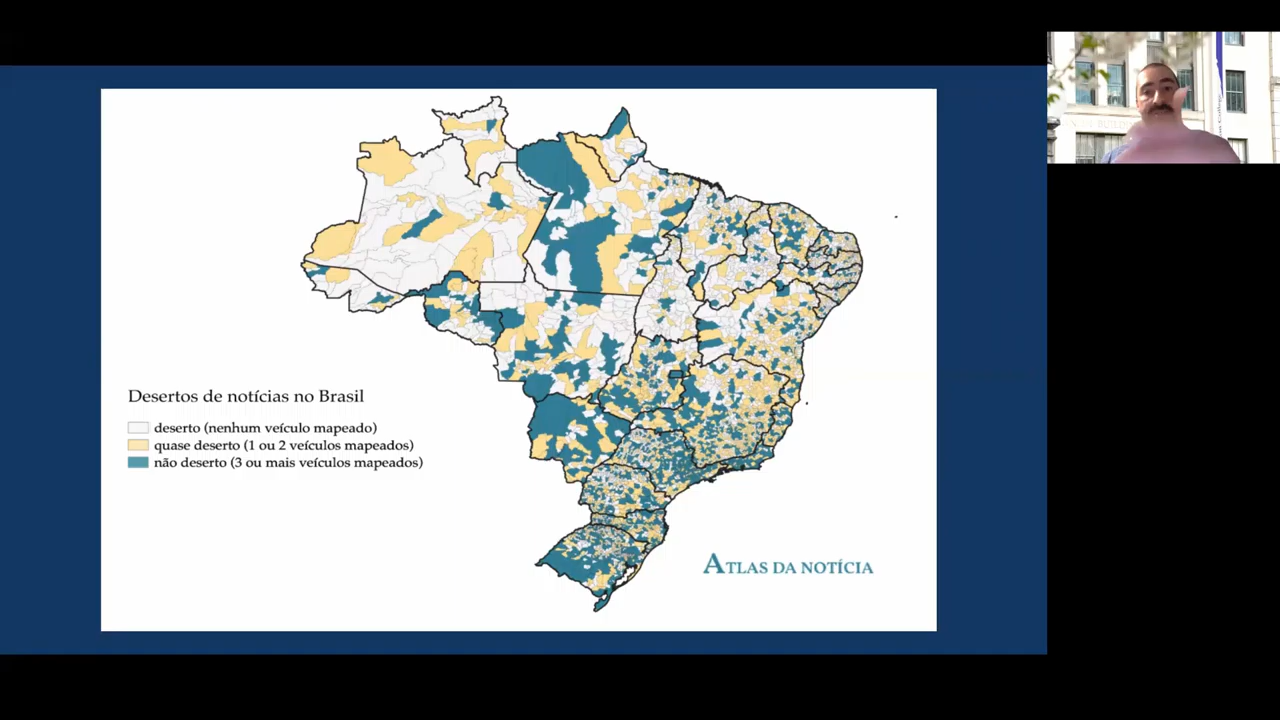 Desertos de notícias no Brasil
deserto (nenhum veículo mapeado)
quase deserto (1 ou 2 veículos mapeados)
não deserto (3 ou mais veículos mapeados)
ATLAS DA NOTÍCIA